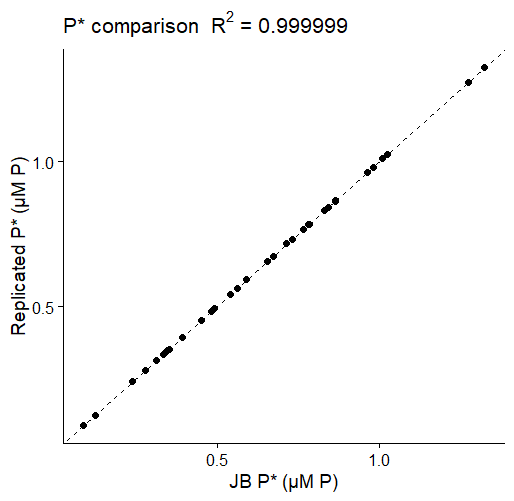 P* comparison R² = 0.999999
Replicated P* (µM P)
1.0
0.5
0.5 1.0
JB P* (µM P)